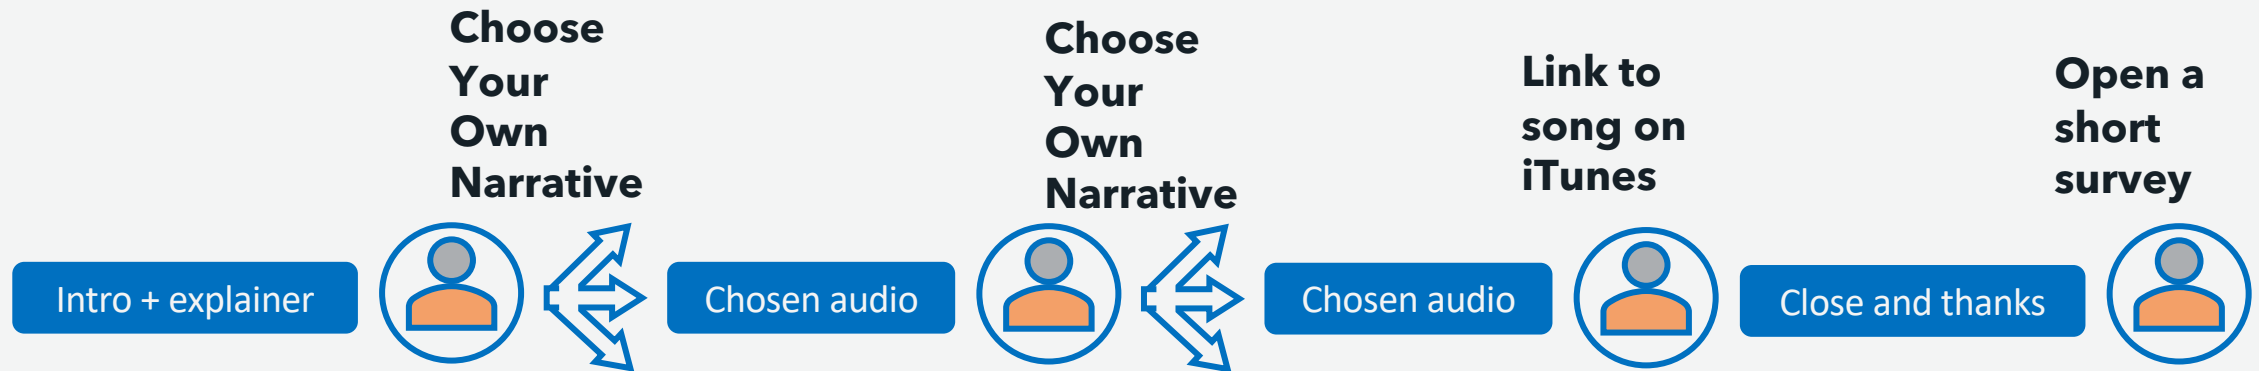 Choose
Your
Own
Narrative
Choose
Your
Own
Narrative
Link to
song on
iTunes
Open a
short
survey
Intro + explainer
Chosen audio
Chosen audio
Close and thanks